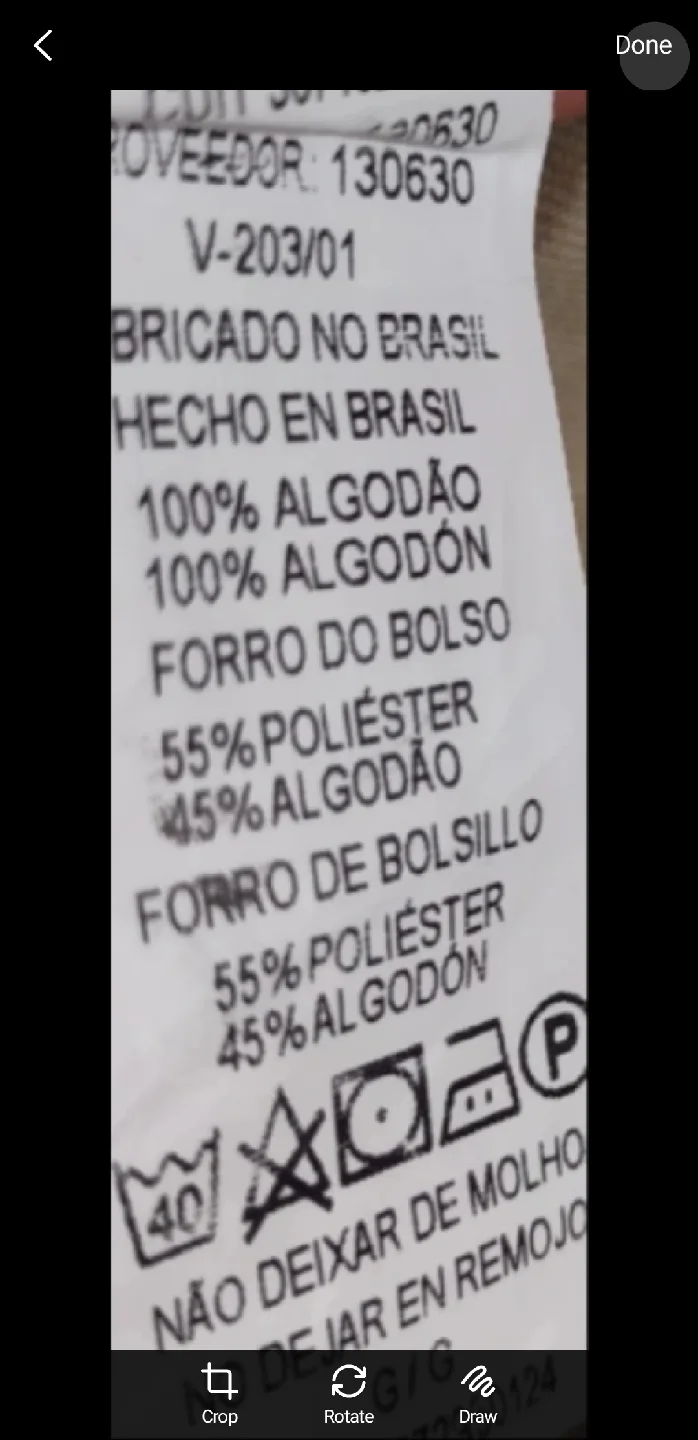 Done
130630
V-203/01
BRICADO NO BRASIL
HECHO EN BRASIL
100% ALGODÃO
100% ALGODÓN
FORRO DO BOLSO
55% POLIÉSTER
45% ALGODÃO
FORRO DE BOLSILLO
55% POLIÉSTER
45% ALGODÓN
P
40
NÃO DEIXAR DE MOLHO
NO DEJAR EN REMOJO
G / G
Crop Rotate Draw